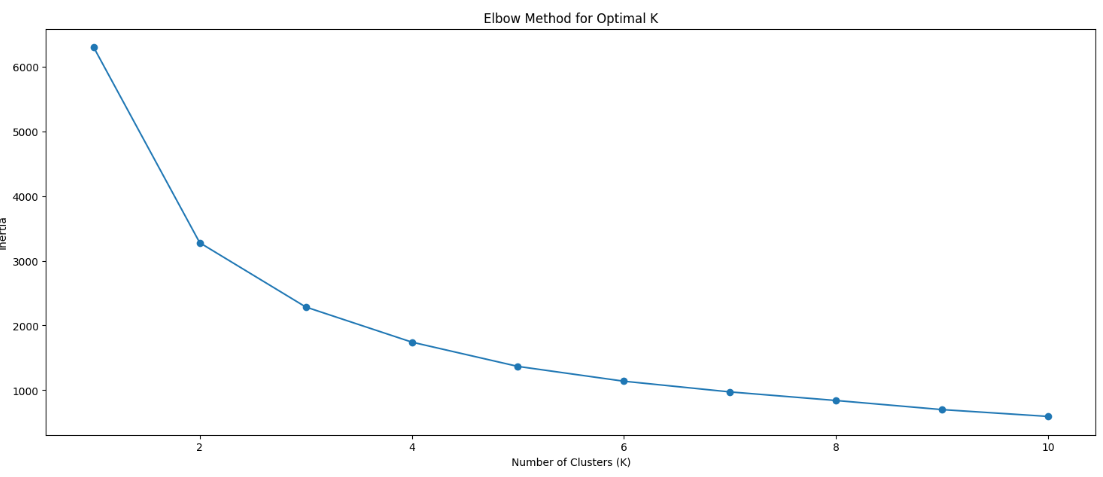 Elbow Method for Optimal K
6000
5000
4000
3000
2000
1000
Inertia
2 4 6 8 10
Number of Clusters (K)